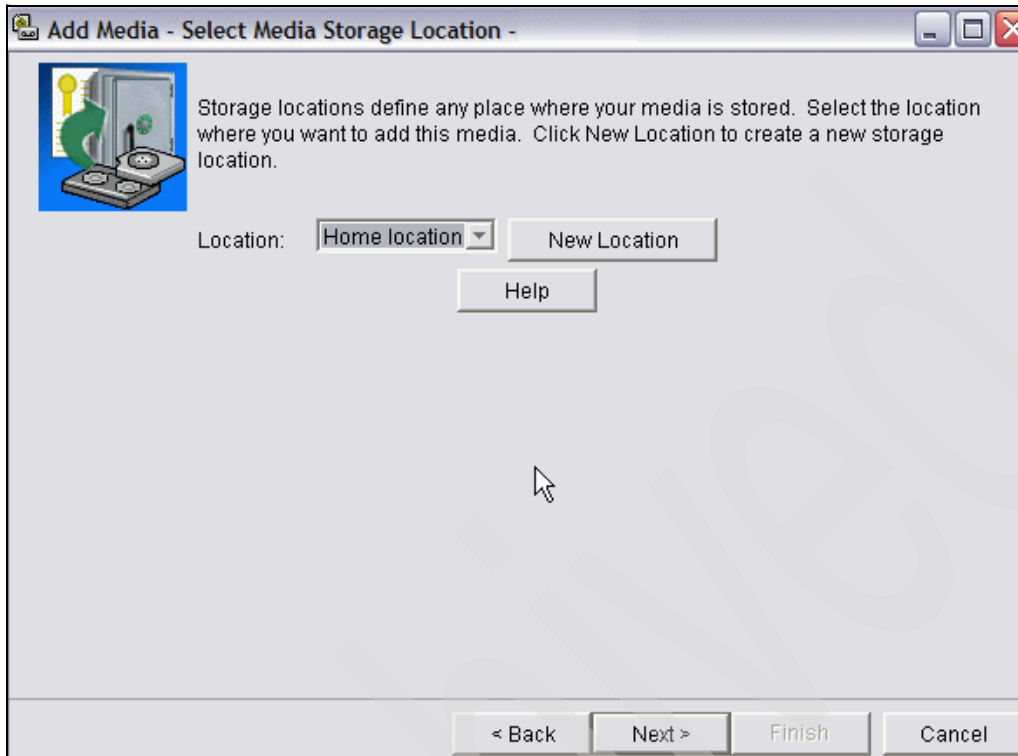 Add Media - Select Media Storage Location -
Storage locations define any place where your media is stored.  Select the location
where you want to add this media.  Click New Location to create a new storage
location.
Location: Home location New Location
Help
< Back Next > Finish Cancel